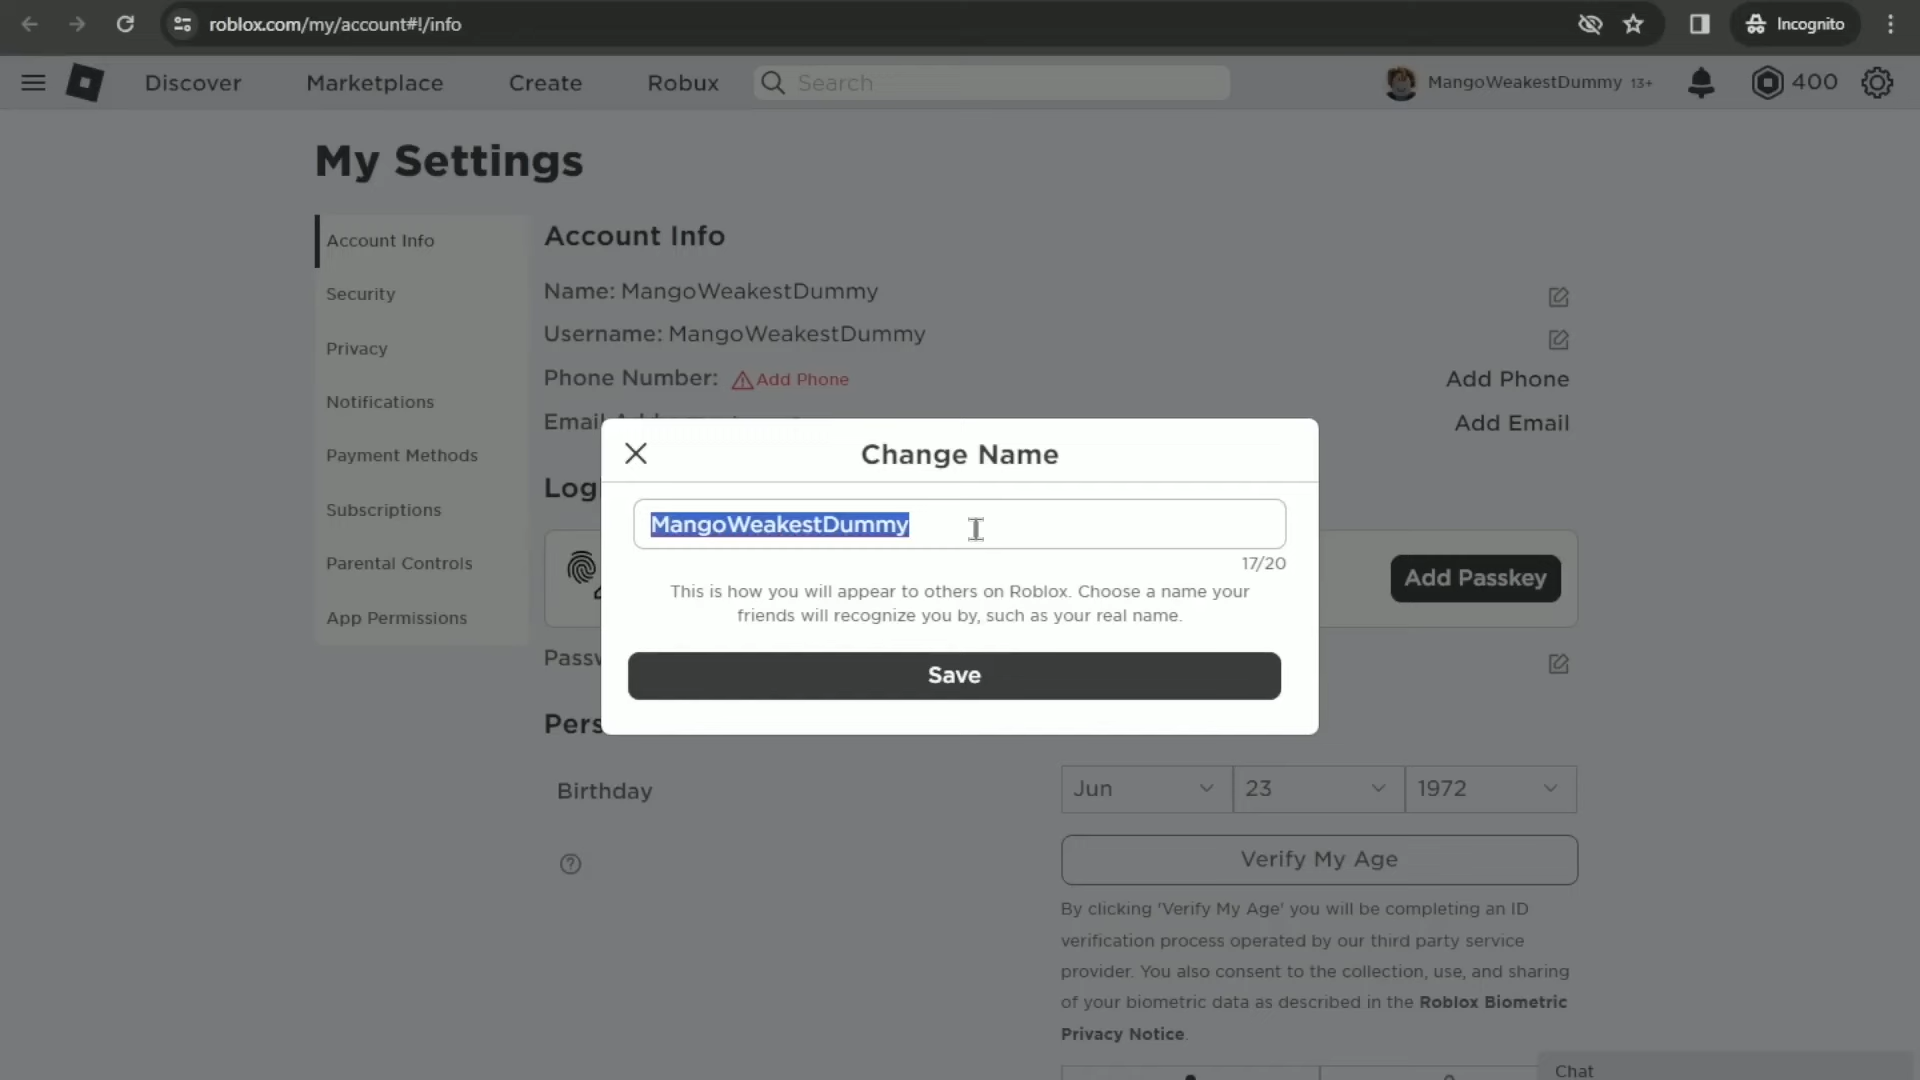 roblox.com/my/account#!/info
Incognito
Discover
Marketplace
Create
Robux
Search
MangoWeakestDummy 13+
400
My Settings
Account Info
Security
Privacy
Notifications
Payment Methods
Subscriptions
Parental Controls
App Permissions
Account Info
Name: MangoWeakestDummy
Username: MangoWeakestDummy
Phone Number: Add Phone
Add Phone
Add Email
Change Name
MangoWeakestDummy
17/20
This is how you will appear to others on Roblox. Choose a name your
friends will recognize you by, such as your real name.
Save
Add Passkey
Birthday
Jun
23
1972
Verify My Age
By clicking 'Verify My Age' you will be completing an ID
verification process operated by our third party service
provider. You also consent to the collection, use, and sharing
of your biometric data as described in the Roblox Biometric
Privacy Notice.
Chat